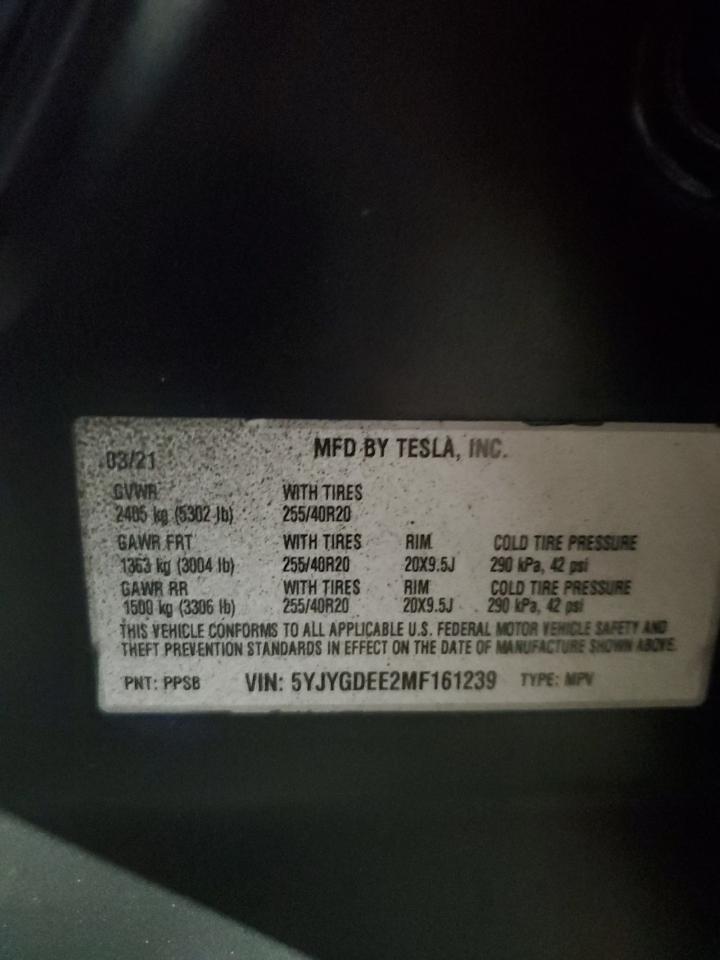 03/21 MFD BY TESLA, INC.
GVWR WITH TIRES
2405 kg (5302 lb) 255/40R20
GAWR FRT WITH TIRES RIM COLD TIRE PRESSURE
1363 kg (3004 lb) 255/40R20 20X9.5J 290 kPa, 42 psi
GAWR RR WITH TIRES RIM COLD TIRE PRESSURE
1500 kg (3306 lb) 255/40R20 20X9.5J 290 kPa, 42 psi
THIS VEHICLE CONFORMS TO ALL APPLICABLE U.S. FEDERAL MOTOR VEHICLE SAFETY AND
THEFT PREVENTION STANDARDS IN EFFECT ON THE DATE OF MANUFACTURE SHOWN ABOVE.
PNT: PPSB VIN: 5YJYGDEE2MF161239 TYPE: MPV